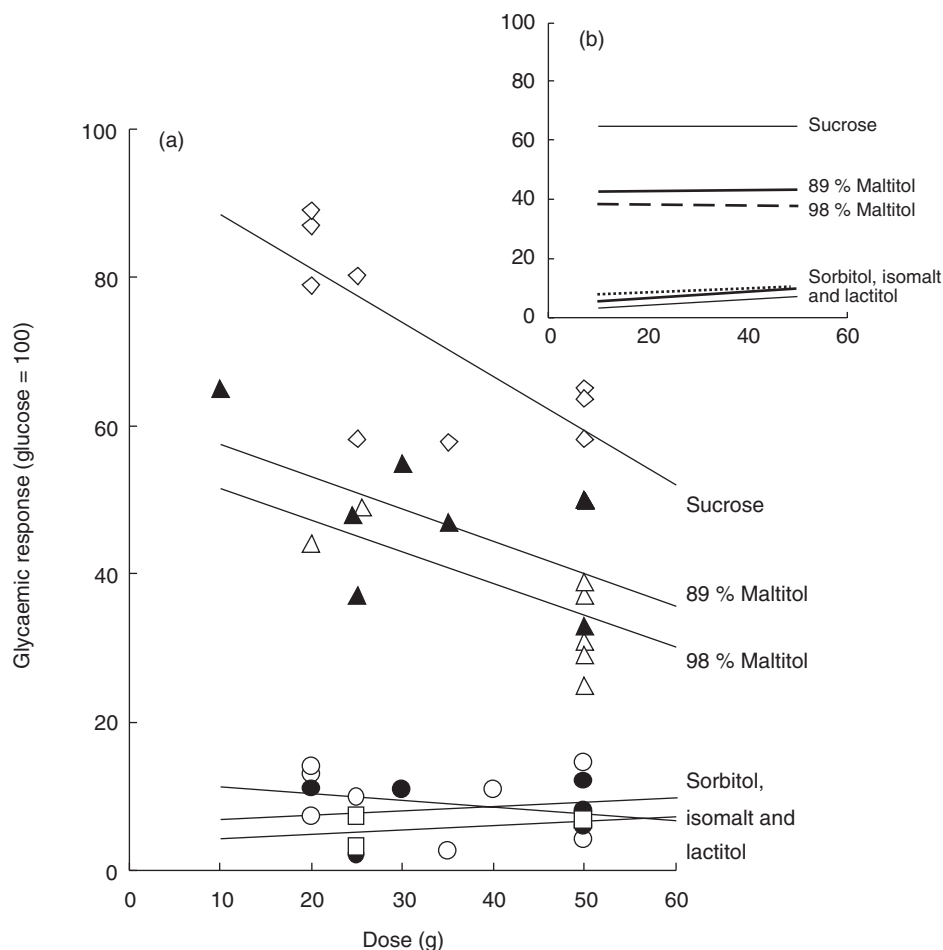 100
(b)
80
60
Sucrose
40
89 % Maltitol
98 % Maltitol
20
Sorbitol, isomalt
and lactitol
0
0 20 40 60
100
(a)
80
60
40
20
0
Glycaemic response (glucose = 100)
Sucrose
89 % Maltitol
98 % Maltitol
Sorbitol,
isomalt and
lactitol
0 10 20 30 40 50 60
Dose (g)